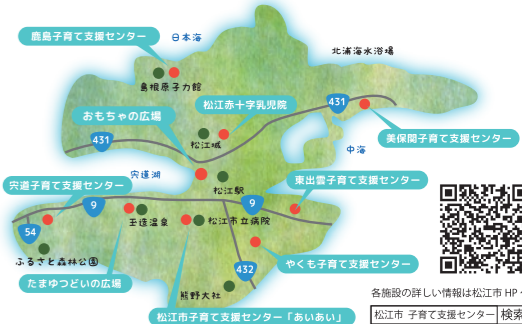 鹿島子育て支援センター
日本海
北浦海水浴場
島根原子力館
松江赤十字乳児院
おもちゃの広場
431
431
松江城
美保関子育て支援センター
中海
宍道湖
松江駅
東出雲子育て支援センター
宍道子育て支援センター
9
9
玉造温泉
松江市立病院
54
ふるさと森林公園
やくも子育て支援センター
432
たまゆつどいの広場
熊野大社
松江市子育て支援センター「あいあい」
各施設の詳しい情報は松江市HPへ
松江市 子育て支援センター 検索